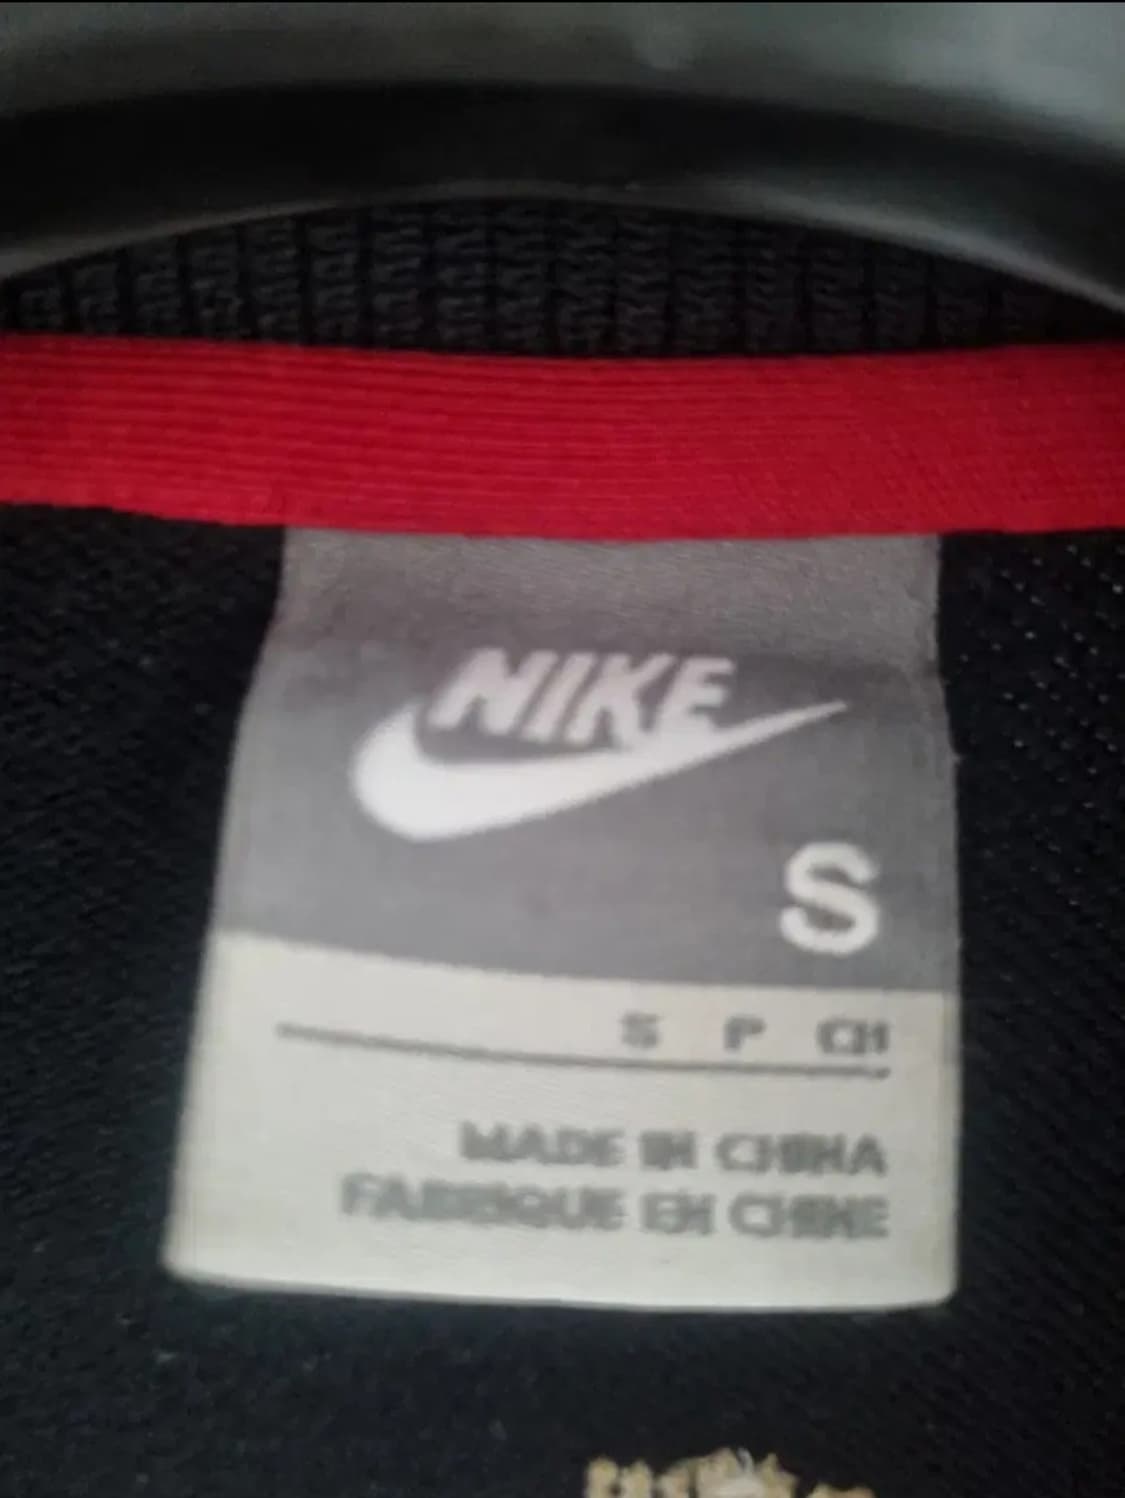 NIKE
S
S P CH
MADE IN CHINA
FABRIQUE EN CHINE